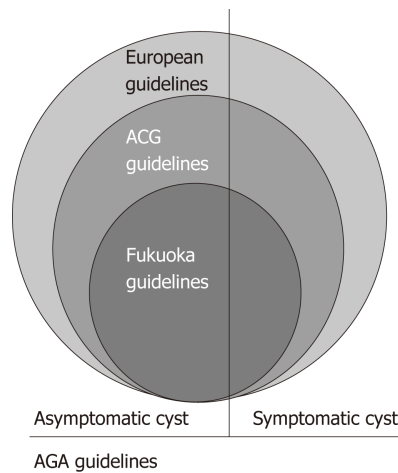 European
guidelines
ACG
guidelines
Fukuoka
guidelines
Asymptomatic cyst
Symptomatic cyst
AGA guidelines